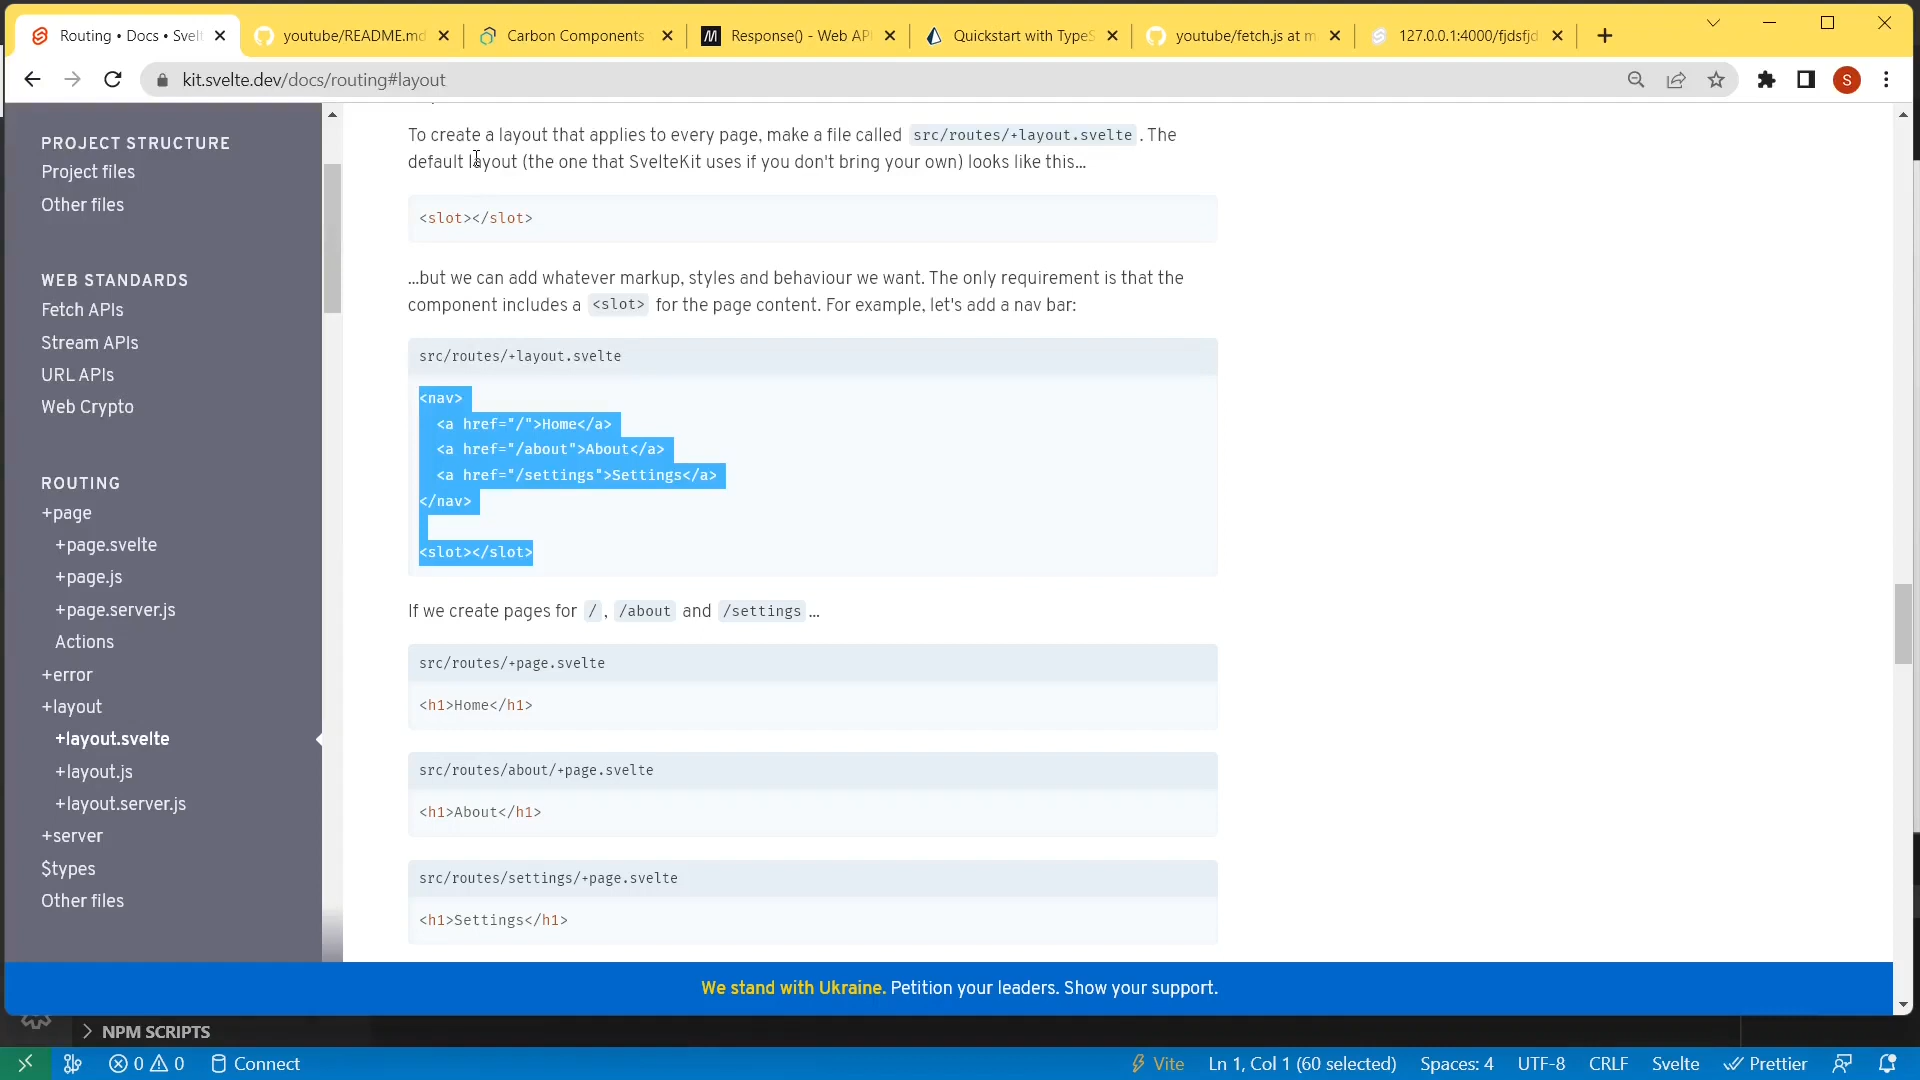 Routing • Docs • Svelt
youtube/README.md
Carbon Components
Response() - Web API
Quickstart with TypeS
youtube/fetch.js at m
127.0.0.1:4000/fjdsfjd
kit.svelte.dev/docs/routing#layout
S
PROJECT STRUCTURE
Project files
Other files
WEB STANDARDS
Fetch APIs
Stream APIs
URL APIs
Web Crypto
ROUTING
+page
+page.svelte
+page.js
+page.server.js
Actions
+error
+layout
+layout.svelte
+layout.js
+layout.server.js
+server
$types
Other files
To create a layout that applies to every page, make a file called src/routes/+layout.svelte. The
default layout (the one that SvelteKit uses if you don't bring your own) looks like this...
<slot></slot>
...but we can add whatever markup, styles and behaviour we want. The only requirement is that the
component includes a <slot> for the page content. For example, let's add a nav bar:
src/routes/+layout.svelte
<nav>
<a href="/">Home</a>
<a href="/about">About</a>
<a href="/settings">Settings</a>
</nav>
<slot></slot>
If we create pages for /, /about and /settings ...
src/routes/+page.svelte
<h1>Home</h1>
src/routes/about/+page.svelte
<h1>About</h1>
src/routes/settings/+page.svelte
<h1>Settings</h1>
We stand with Ukraine. Petition your leaders. Show your support.
NPM SCRIPTS
0 0 Connect Vite Ln 1, Col 1 (60 selected) Spaces: 4 UTF-8 CRLF Svelte Prettier